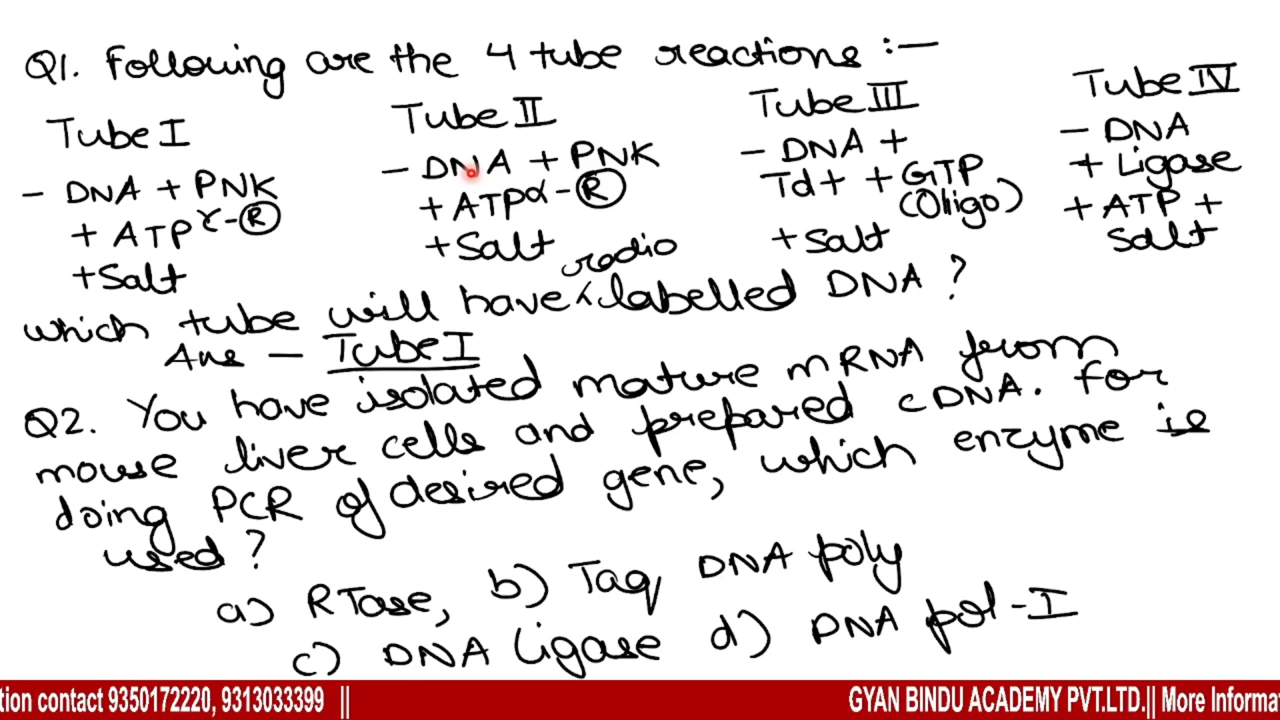 Q1. Following are the 4 tube reactions :—
Tube I
- DNA + PNK
+ ATPγ-Ⓡ
+Salt
Tube II
- DNA + PNK
+ ATPα-Ⓡ
+Salt
Tube III
- DNA +
Td+ + GTP
(Oligo)
+Salt
Tube IV
- DNA
+ Ligase
+ ATP +
Salt
which tube will have radio labelled DNA ?
Ans - Tube I
Q2. You have isolated mature mRNA from
mouse liver cells and prepared cDNA. For
doing PCR of desired gene, which enzyme is
used ?
a) RTase, b) Taq DNA poly
c) DNA ligase d) DNA pol-I
tion contact 9350172220, 9313033399 || GYAN BINDU ACADEMY PVT.LTD.|| More Informa